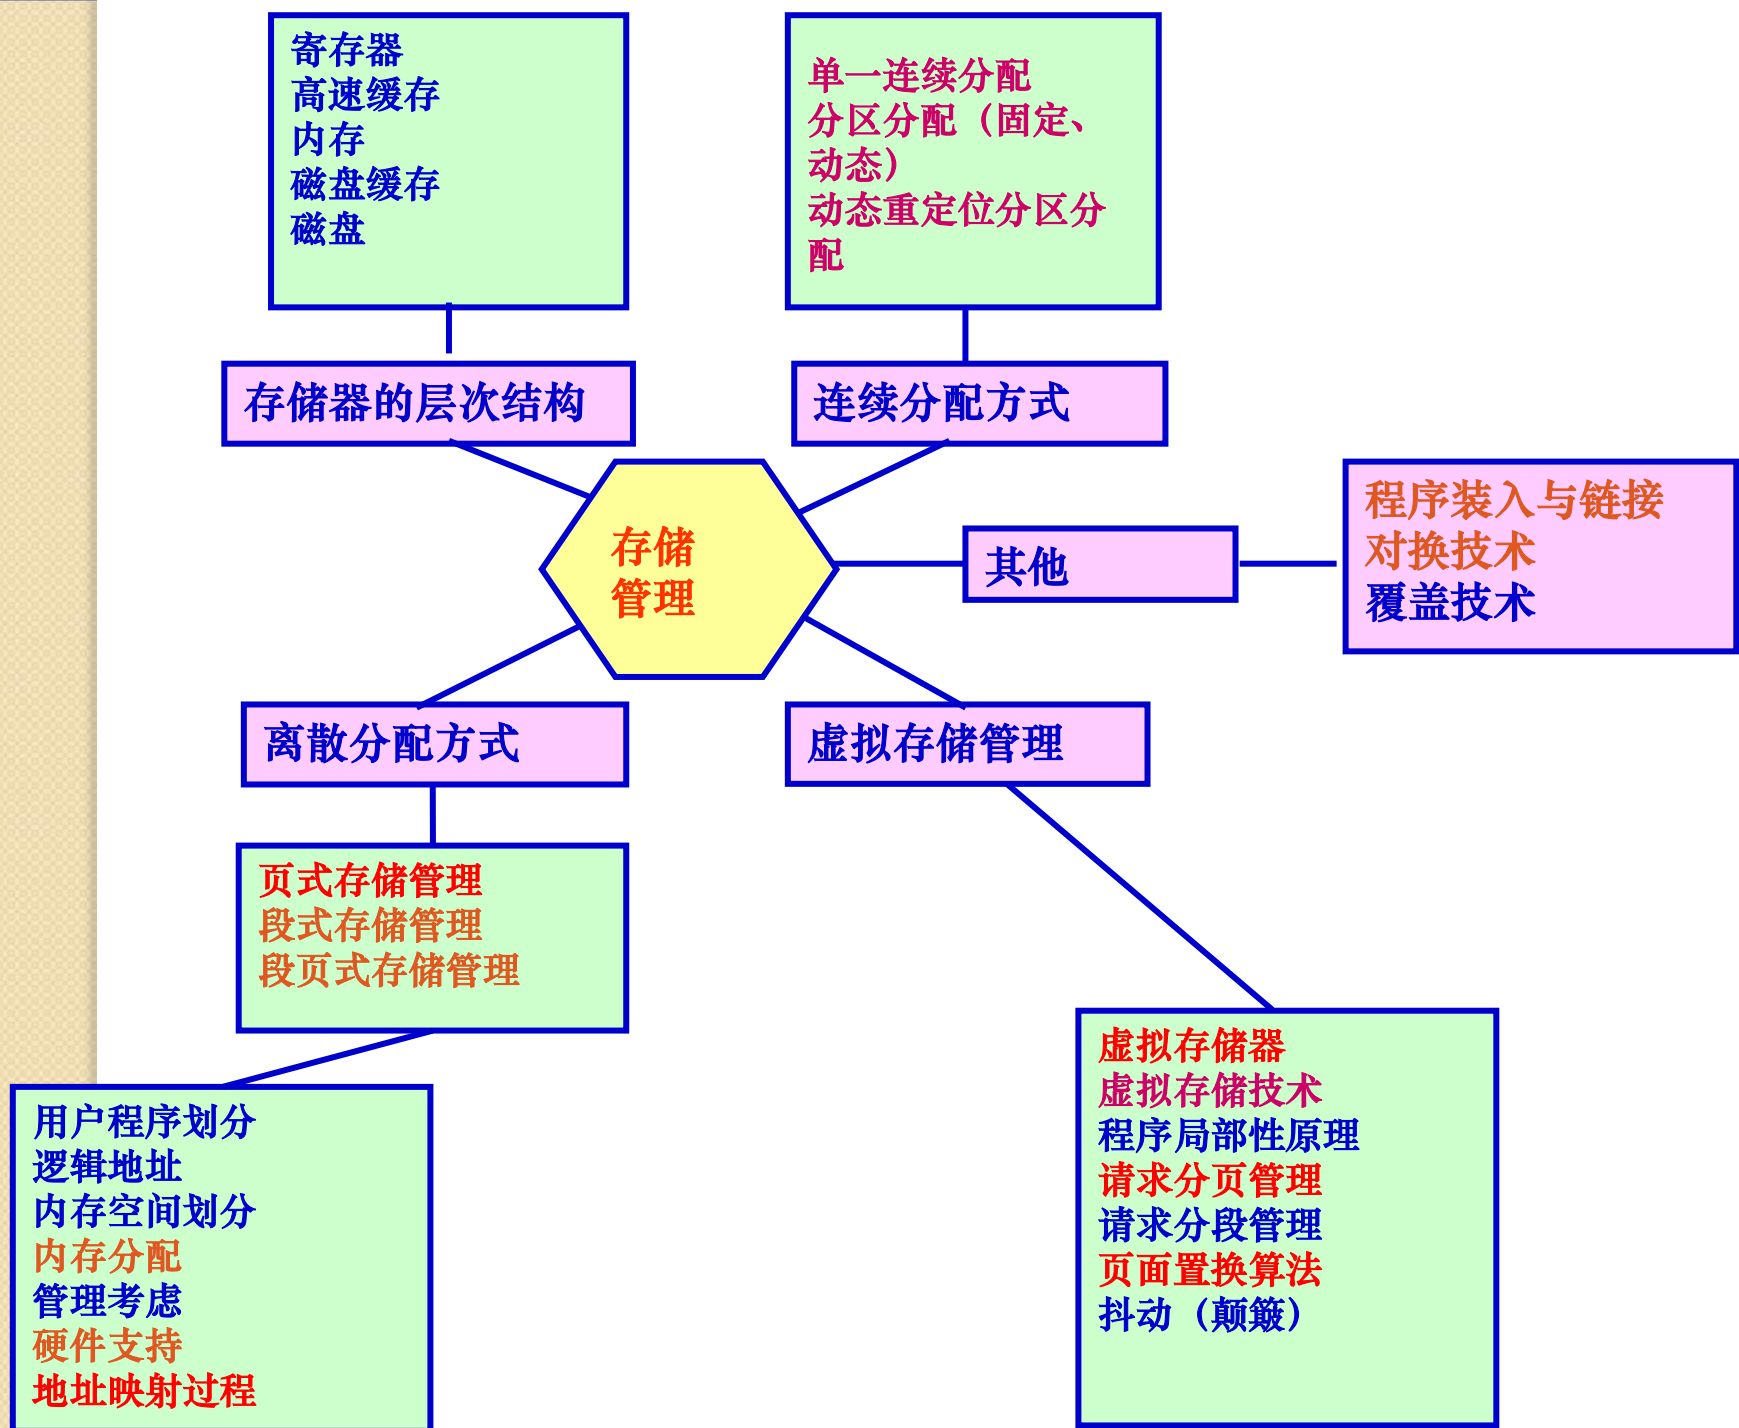 寄存器
高速缓存
内存
磁盘缓存
磁盘
单一连续分配
分区分配（固定、
动态）
动态重定位分区分
配
存储器的层次结构
连续分配方式
存储
管理
其他
程序装入与链接
对换技术
覆盖技术
离散分配方式
虚拟存储管理
页式存储管理
段式存储管理
段页式存储管理
用户程序划分
逻辑地址
内存空间划分
内存分配
管理考虑
硬件支持
地址映射过程
虚拟存储器
虚拟存储技术
程序局部性原理
请求分页管理
请求分段管理
页面置换算法
抖动（颠簸）